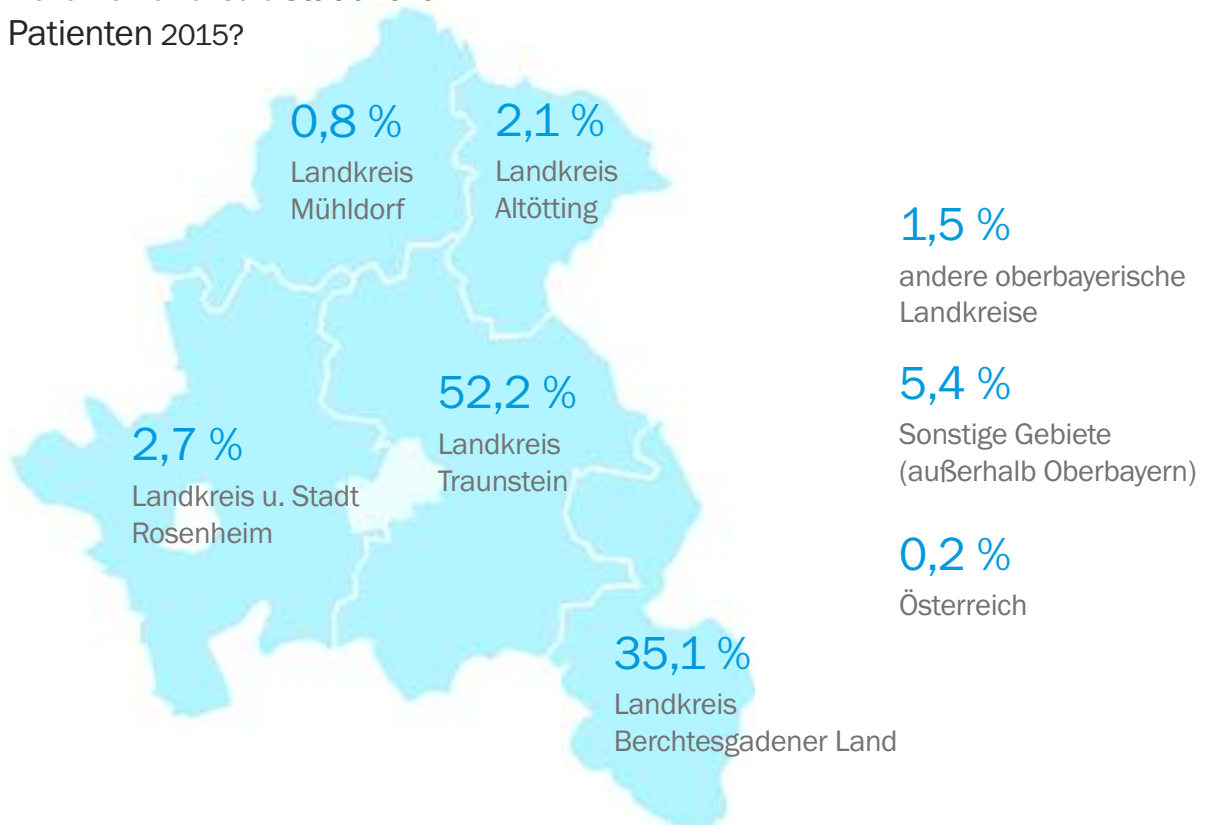 Patienten 2015?
0,8 %
Landkreis
Mühldorf
2,1 %
Landkreis
Altötting
1,5 %
andere oberbayerische
Landkreise
52,2 %
Landkreis
Traunstein
5,4 %
Sonstige Gebiete
(außerhalb Oberbayern)
2,7 %
Landkreis u. Stadt
Rosenheim
0,2 %
Österreich
35,1 %
Landkreis
Berchtesgadener Land